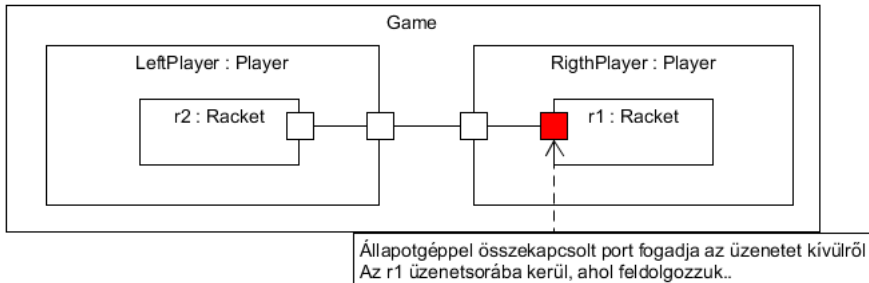 Game
LeftPlayer : Player
RigthPlayer : Player
r2 : Racket
r1 : Racket
Állapotgéppel összekapcsolt port fogadja az üzenetet kívülről
Az r1 üzenetsorába kerül, ahol feldolgozzuk..